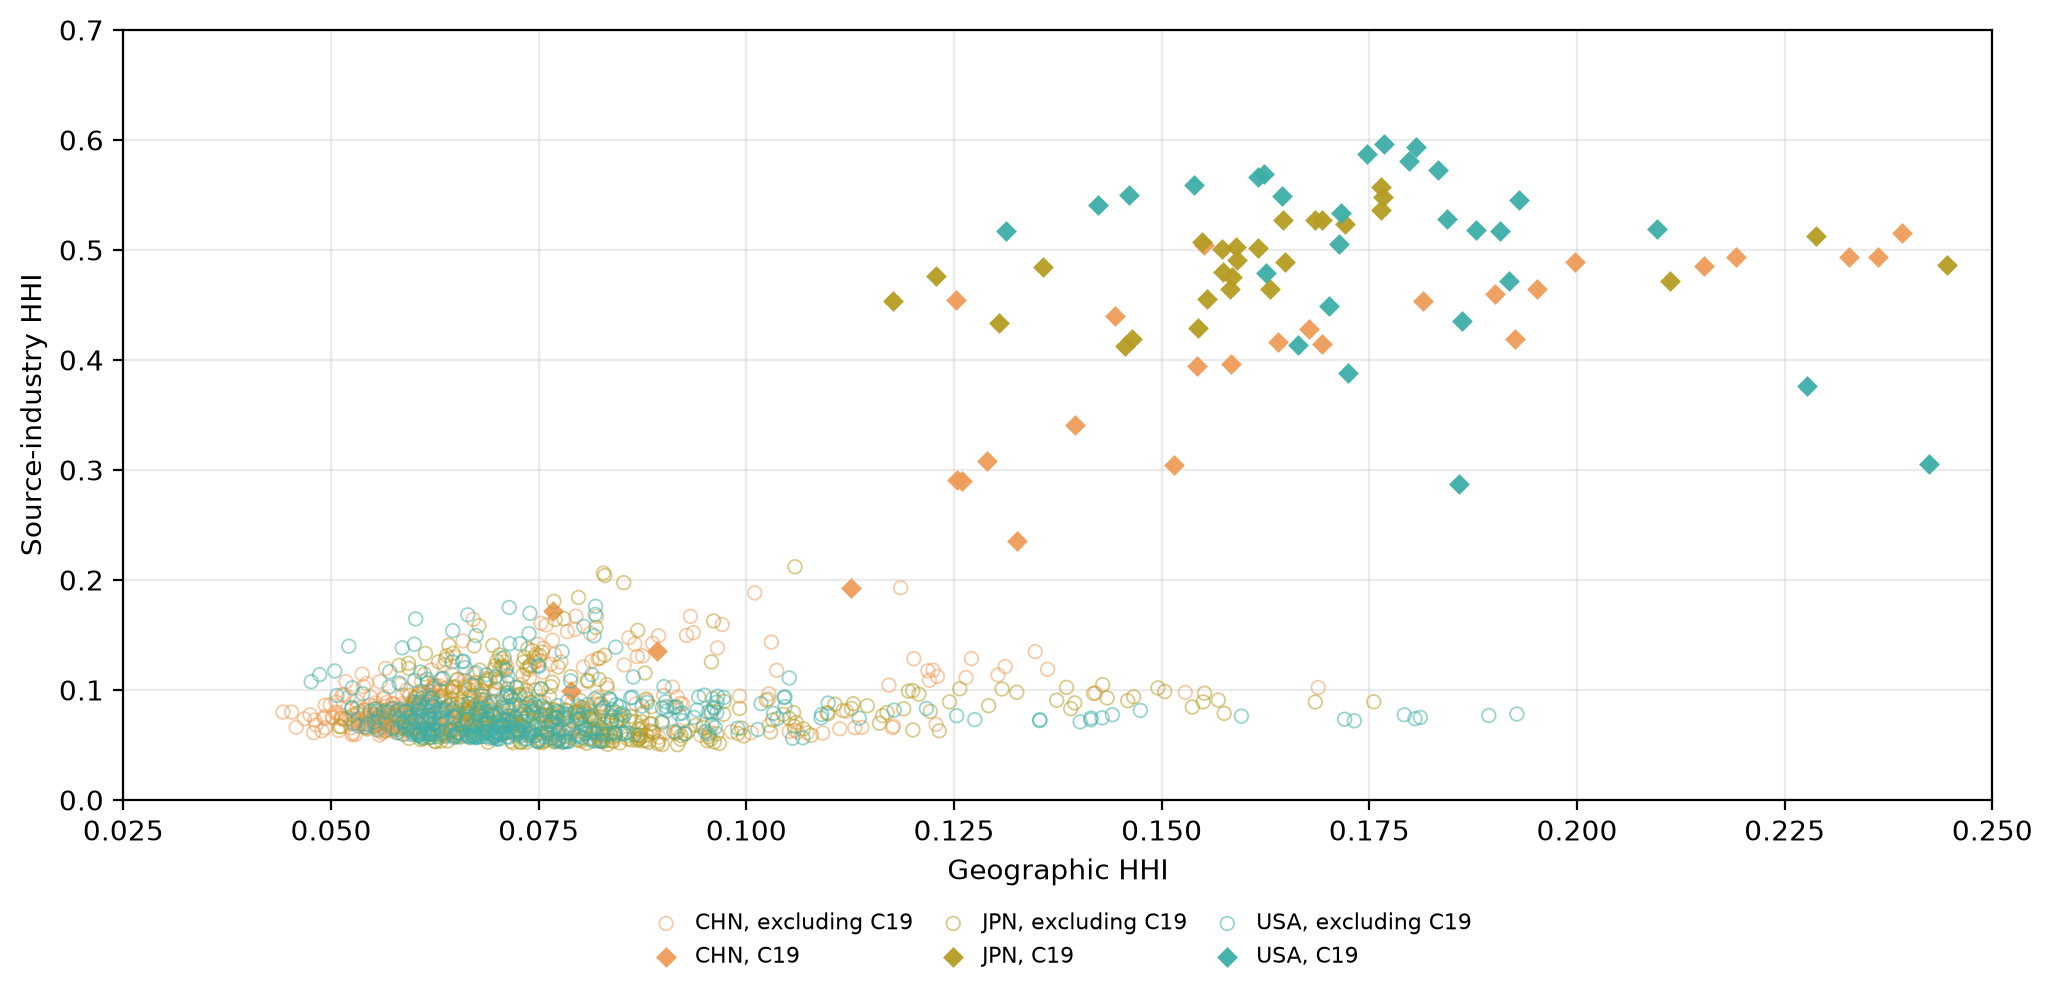 0.7
0.6
0.5
0.4
0.3
0.2
0.1
0.0
Source-industry HHI
0.025 0.050 0.075 0.100 0.125 0.150 0.175 0.200 0.225 0.250
Geographic HHI
CHN, excluding C19 JPN, excluding C19 USA, excluding C19
CHN, C19 JPN, C19 USA, C19